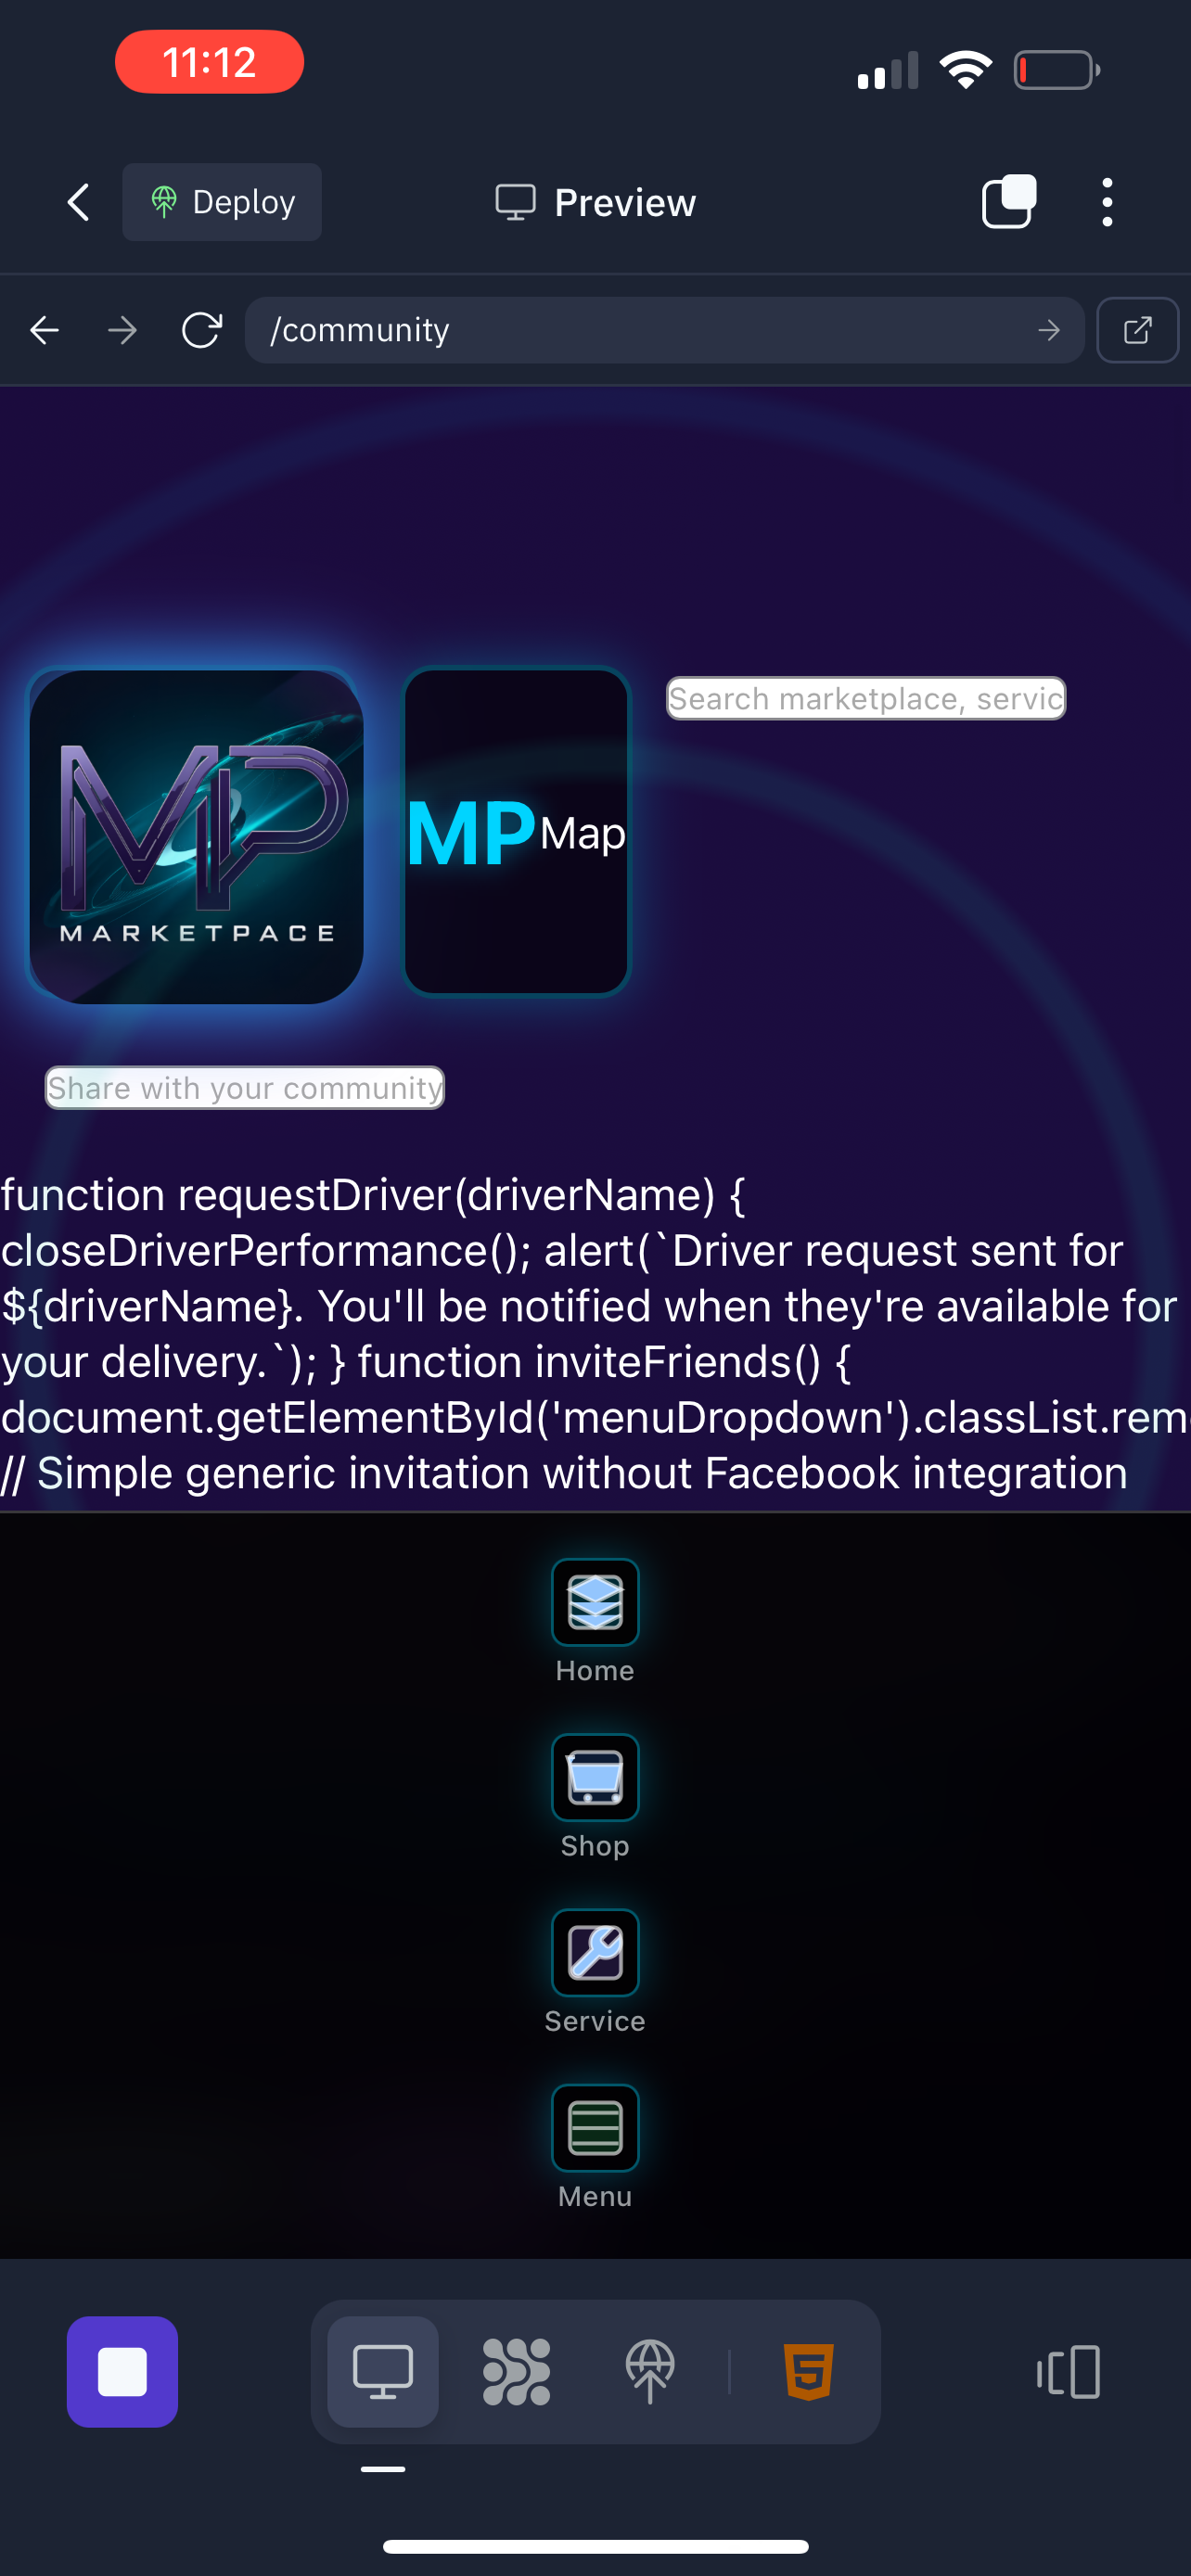 11:12
Deploy
Preview
/community
MP
MARKETPACE
MP Map
Search marketplace, servic
Share with your community
function requestDriver(driverName) {
closeDriverPerformance(); alert(`Driver request sent for
${driverName}. You'll be notified when they're available for
your delivery.`); } function inviteFriends() {
document.getElementById('menuDropdown').classList.rem
// Simple generic invitation without Facebook integration
Home
Shop
Service
Menu
5